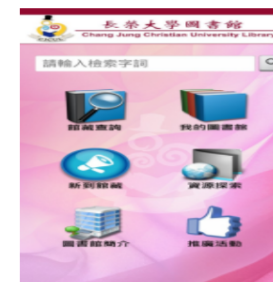 長榮大學圖書館
Chang Jung Christian University Library
請輸入檢索字詞
館藏查詢
我的圖書館
新到館藏
資源探索
圖書館簡介
推廣活動